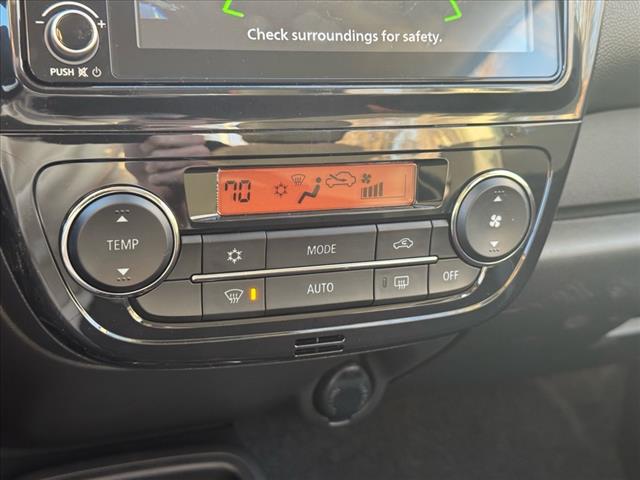 Check surroundings for safety.
+
PUSH
70
TEMP
MODE
AUTO
OFF